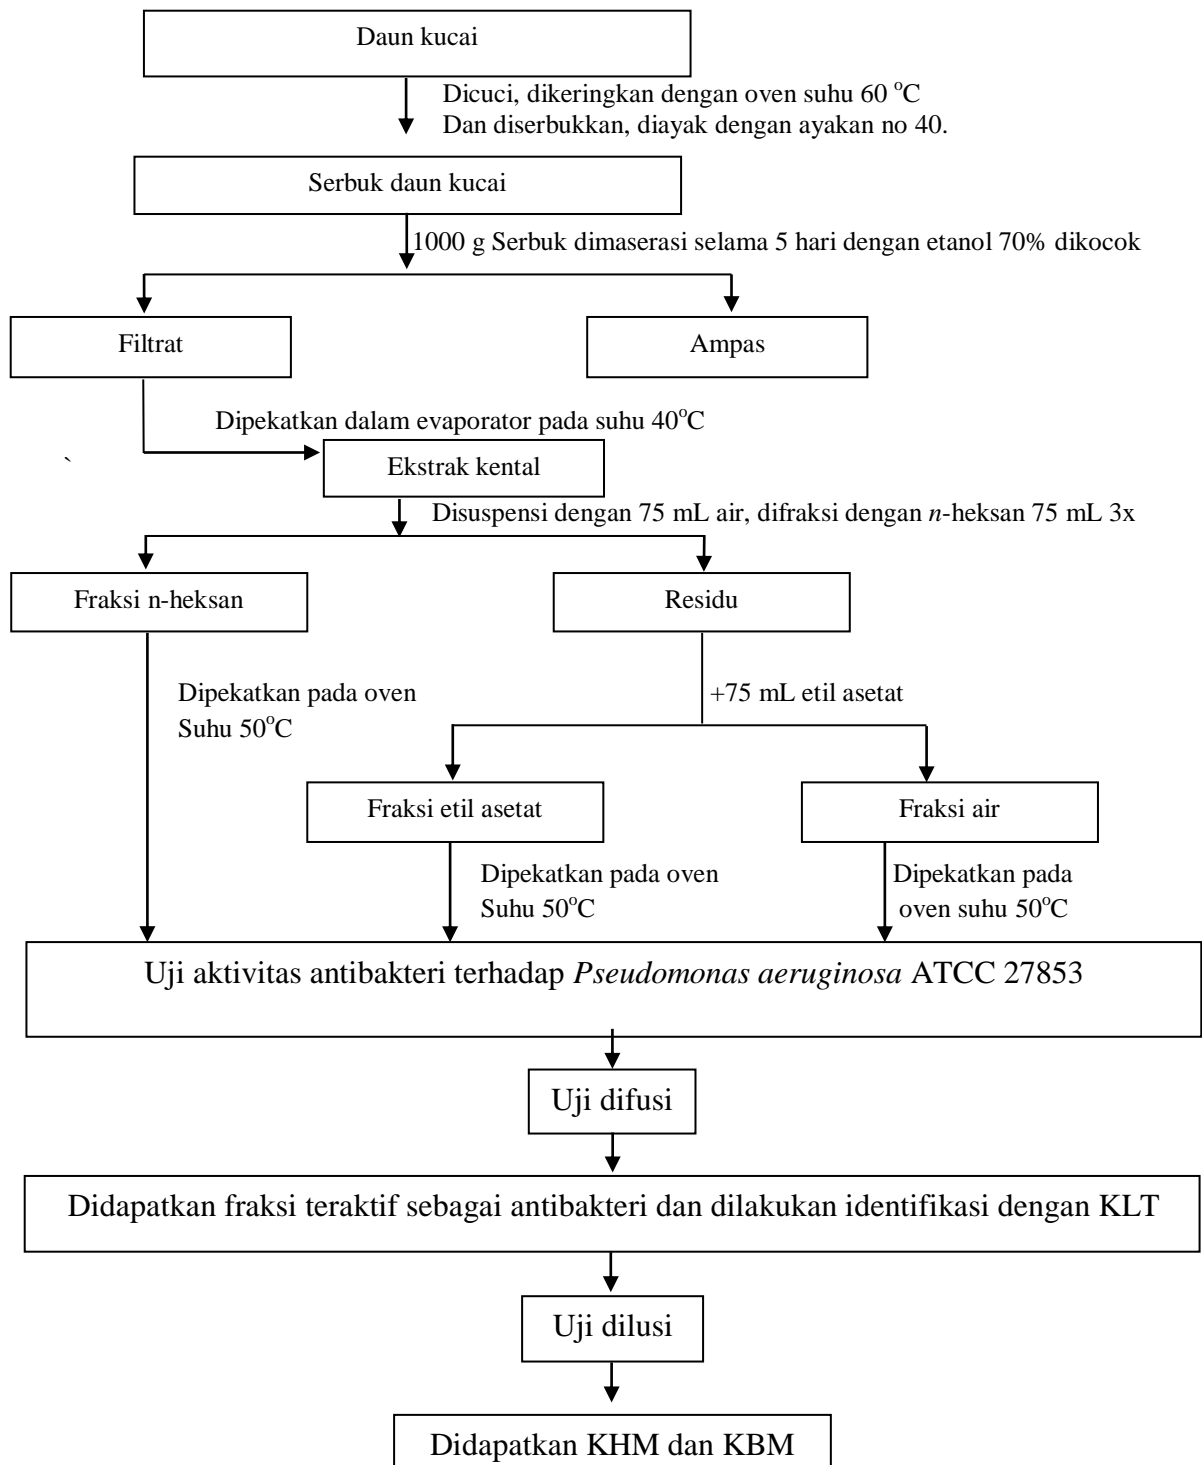 Daun kucai
Dicuci, dikeringkan dengan oven suhu 60 °C
Dan diserbukkan, diayak dengan ayakan no 40.
Serbuk daun kucai
1000 g Serbuk dimaserasi selama 5 hari dengan etanol 70% dikocok
Filtrat
Ampas
Dipekatkan dalam evaporator pada suhu 40°C
`
Ekstrak kental
Disuspensi dengan 75 mL air, difraksi dengan n-heksan 75 mL 3x
Fraksi n-heksan
Residu
Dipekatkan pada oven
Suhu 50°C
+75 mL etil asetat
Fraksi etil asetat
Fraksi air
Dipekatkan pada oven
Suhu 50°C
Dipekatkan pada
oven suhu 50°C
Uji aktivitas antibakteri terhadap Pseudomonas aeruginosa ATCC 27853
Uji difusi
Didapatkan fraksi teraktif sebagai antibakteri dan dilakukan identifikasi dengan KLT
Uji dilusi
Didapatkan KHM dan KBM